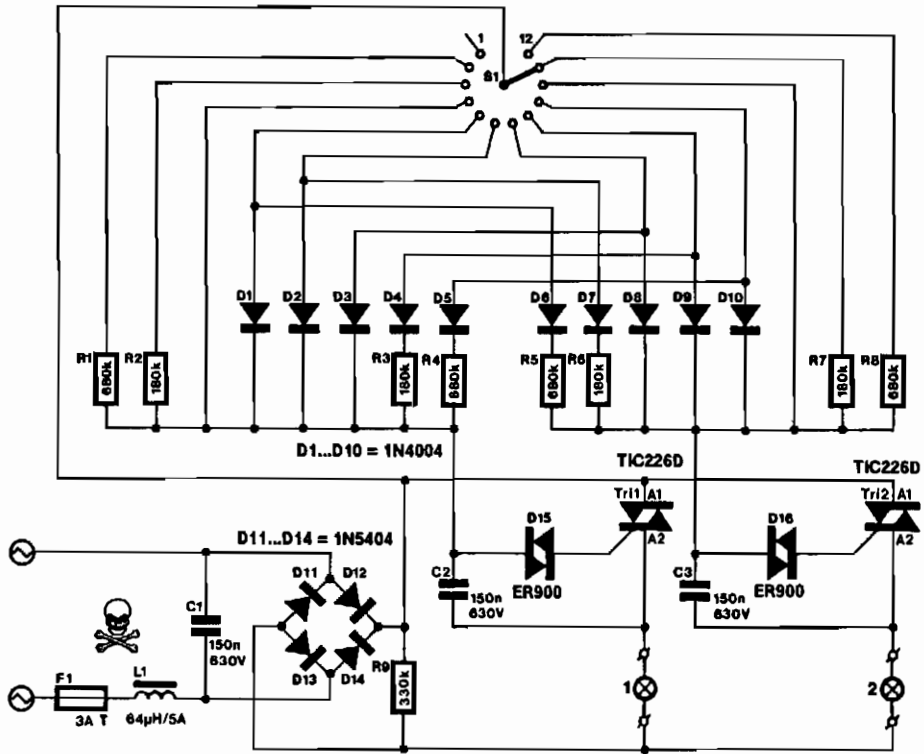 1
12
S1
D1
D2
D3
D4
D5
D6
D7
D8
D9
D10
R1
680k
R2
180k
R3
180k
R4
680k
R5
680k
R6
180k
R7
180k
R8
680k
D1...D10 = 1N4004
TIC226D
TIC226D
Tri1
A1
A2
Tri2
A1
A2
D15
ER900
D16
ER900
D11...D14 = 1N5404
D11
D12
D13
D14
C1
150n
630V
C2
150n
630V
C3
150n
630V
R9
330k
F1
3A T
L1
64µH/5A
1
2